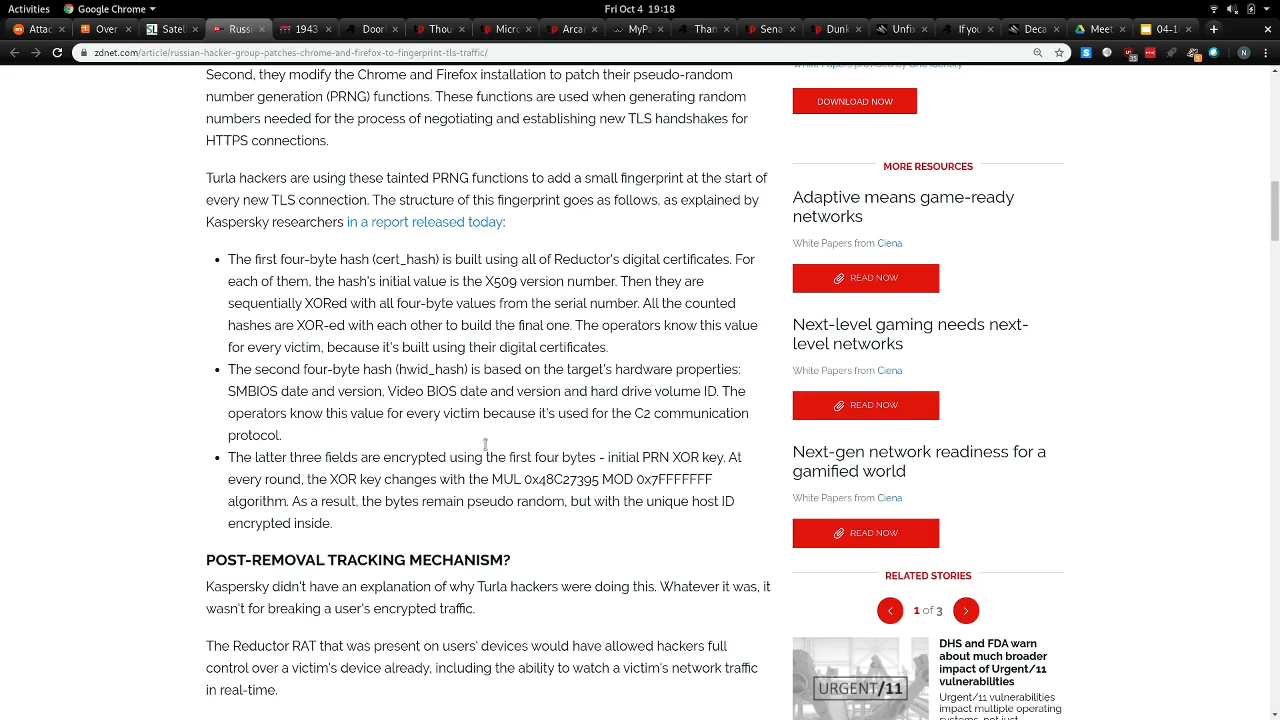 Activities
Google Chrome
Fri Oct 4 19:18
Attac
Over
Satel
Russi
1943
Door
Thou
Micr
Arcar
MyPa
Than
Sena
Dunk
Unfix
If you
Deca
Meet
04-1
zdnet.com/article/russian-hacker-group-patches-chrome-and-firefox-to-fingerprint-tls-traffic/
35
1
N
Second, they modify the Chrome and Firefox installation to patch their pseudo-random
number generation (PRNG) functions. These functions are used when generating random
numbers needed for the process of negotiating and establishing new TLS handshakes for
HTTPS connections.
Turla hackers are using these tainted PRNG functions to add a small fingerprint at the start of
every new TLS connection. The structure of this fingerprint goes as follows, as explained by
Kaspersky researchers in a report released today:
• The first four-byte hash (cert_hash) is built using all of Reductor's digital certificates. For
each of them, the hash's initial value is the X509 version number. Then they are
sequentially XORed with all four-byte values from the serial number. All the counted
hashes are XOR-ed with each other to build the final one. The operators know this value
for every victim, because it's built using their digital certificates.
• The second four-byte hash (hwid_hash) is based on the target's hardware properties:
SMBIOS date and version, Video BIOS date and version and hard drive volume ID. The
operators know this value for every victim because it's used for the C2 communication
protocol.
• The later three fields are encrypted using the first four bytes - initial PRN XOR key. At
every round, the XOR key changes with the MUL 0x48C27395 MOD 0x7FFFFFFF
algorithm. As a result, the bytes remain pseudo random, but with the unique host ID
encrypted inside.
POST-REMOVAL TRACKING MECHANISM?
Kaspersky didn't have an explanation of why Turla hackers were doing this. Whatever it was, it
wasn't for breaking a user's encrypted traffic.
The Reductor RAT that was present on users' devices would have allowed hackers full
control over a victim's device already, including the ability to watch a victim's network traffic
in real-time.
White Papers provided by One Identity
DOWNLOAD NOW
MORE RESOURCES
Adaptive means game-ready
networks
White Papers from Ciena
READ NOW
Next-level gaming needs next-
level networks
White Papers from Ciena
READ NOW
Next-gen network readiness for a
gamified world
White Papers from Ciena
READ NOW
RELATED STORIES
1 of 3
URGENT/11
DHS and FDA warn
about much broader
impact of Urgent/11
vulnerabilities
Urgent/11 vulnerabilities
impact multiple operating
systems, not just